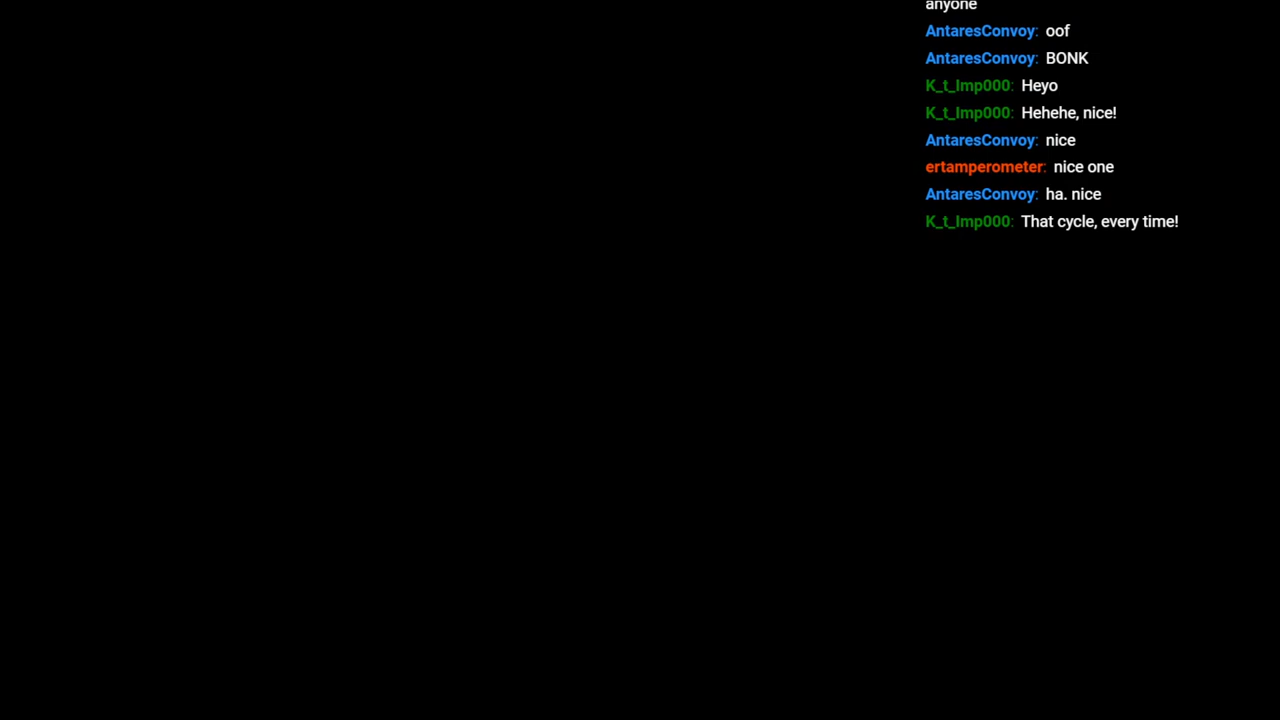 anyone
AntaresConvoy: oof
AntaresConvoy: BONK
K_t_Imp000: Heyo
K_t_Imp000: Hehehe, nice!
AntaresConvoy: nice
ertamperometer: nice one
AntaresConvoy: ha. nice
K_t_Imp000: That cycle, every time!